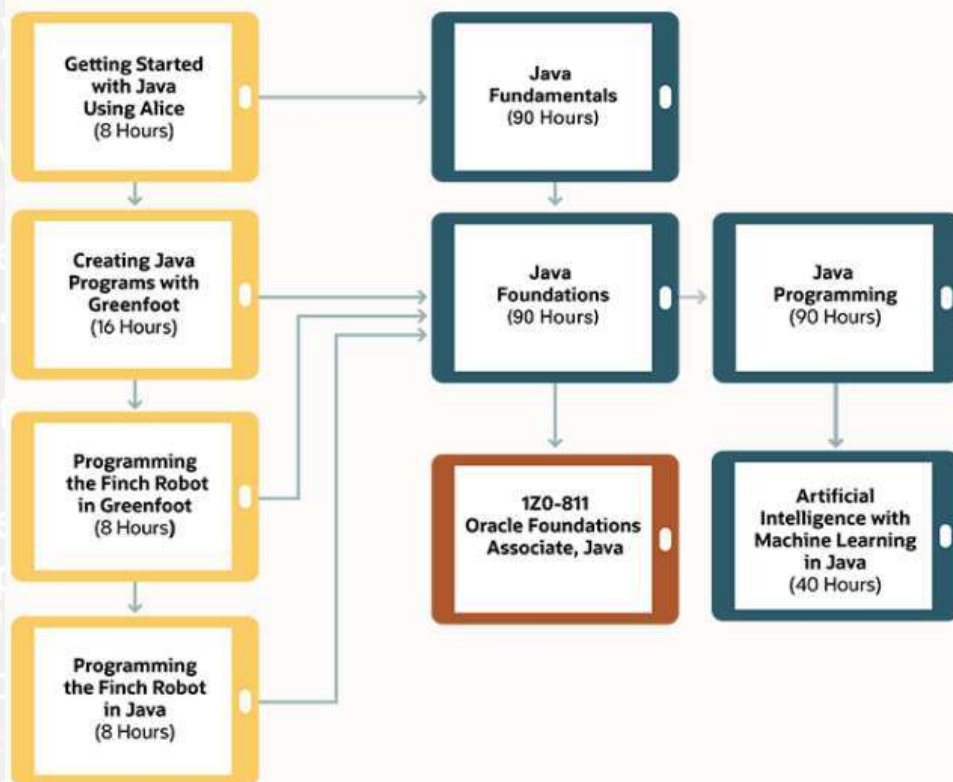 Getting Started
with Java
Using Alice
(8 Hours)
Java
Fundamentals
(90 Hours)
Creating Java
Programs with
Greenfoot
(16 Hours)
Java
Foundations
(90 Hours)
Java
Programming
(90 Hours)
Programming
the Finch Robot
in Greenfoot
(8 Hours)
1Z0-811
Oracle Foundations
Associate, Java
Artificial
Intelligence with
Machine Learning
in Java
(40 Hours)
Programming
the Finch Robot
in Java
(8 Hours)